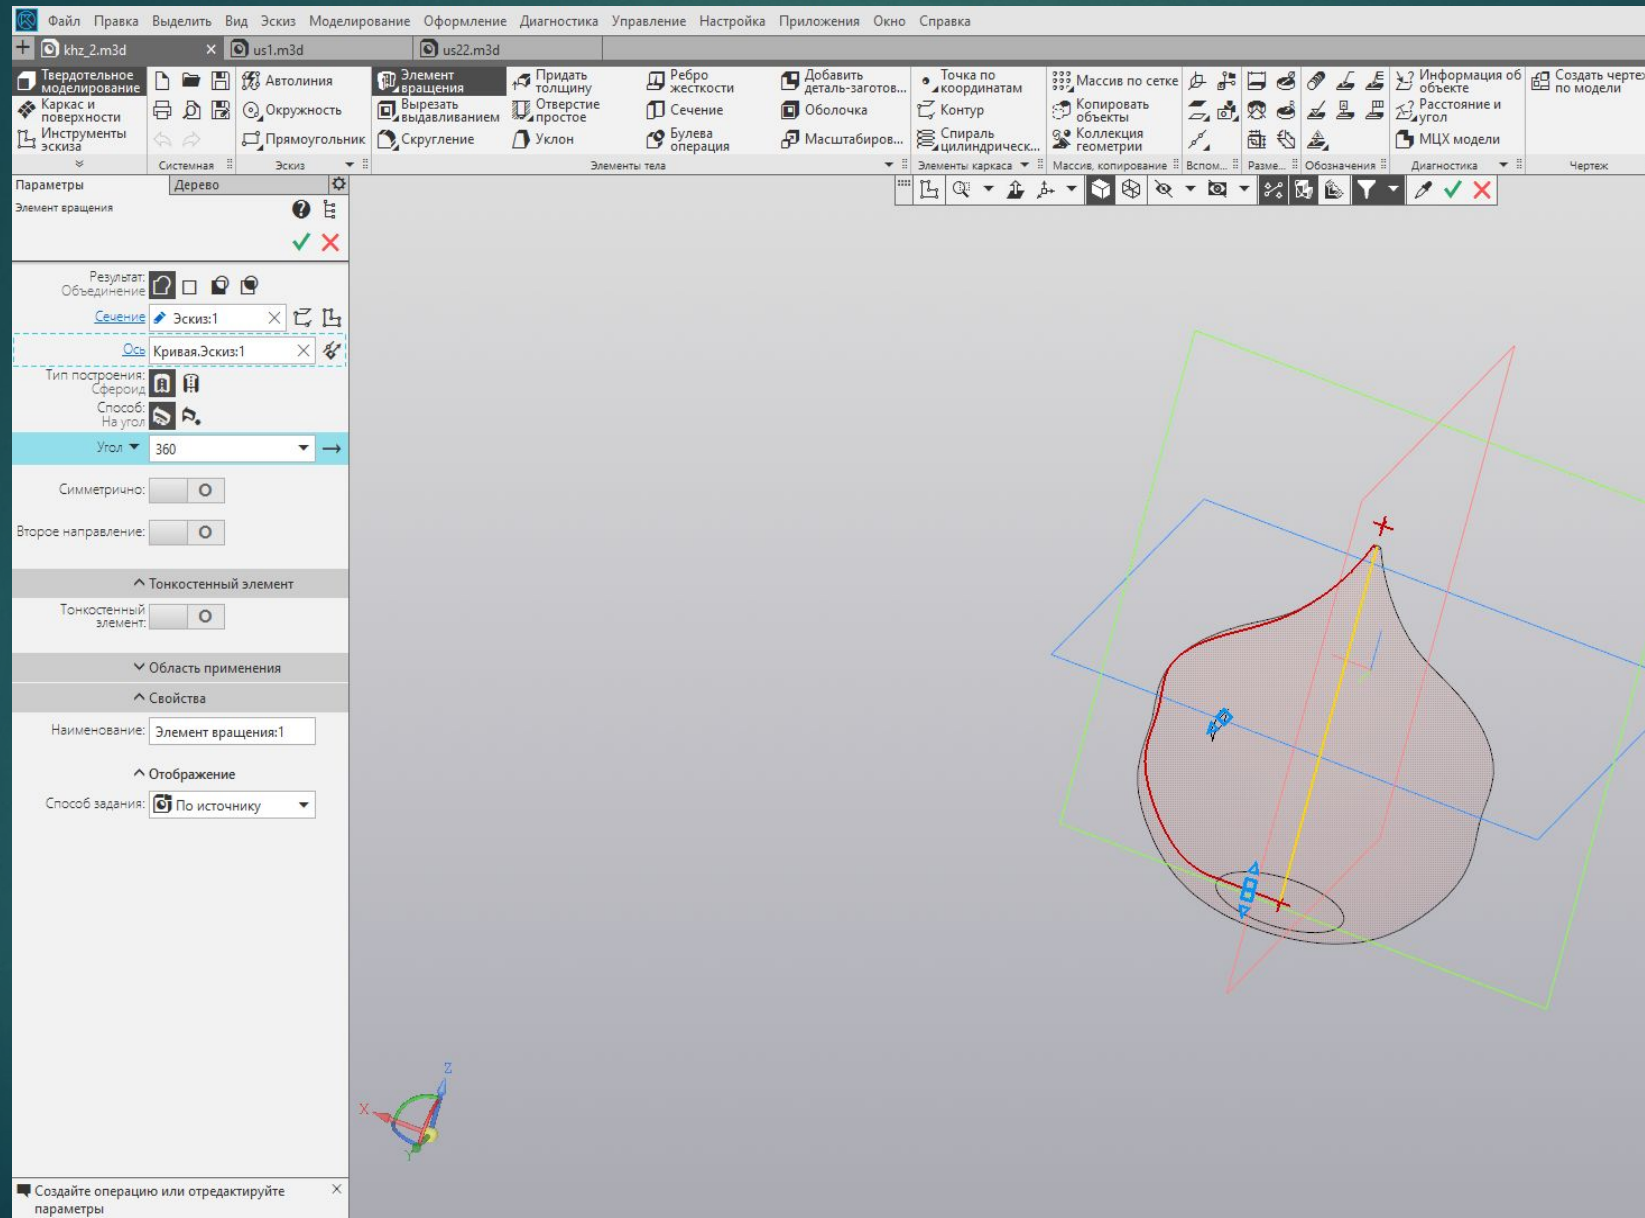 Файл Правка Выделить Вид Эскиз Моделирование Оформление Диагностика Управление Настройка Приложения Окно Справка
khz_2.m3d
us1.m3d
us22.m3d
Твердотельное моделирование
Автолиния
Элемент вращения
Придать толщину
Ребро жесткости
Добавить деталь-заготов...
Точка по координатам
Массив по сетке
Информация об объекте
Создать чертеж по модели
Каркас и поверхности
Окружность
Вырезать выдавливанием
Отверстие простое
Сечение
Оболочка
Контур
Копировать объекты
Расстояние и угол
Инструменты эскиза
Прямоугольник
Скругление
Уклон
Булева операция
Масштабиров...
Спираль цилиндрическ...
Коллекция геометрии
МЦХ модели
Системная
Эскиз
Элементы тела
Элементы каркаса
Массив, копирование
Вспом...
Разме...
Обозначения
Диагностика
Чертеж
Параметры
Дерево
Элемент вращения
Результат:
Объединение
Сечение
Эскиз:1
Ось
Кривая.Эскиз:1
Тип построения:
Сфероид
Способ:
На угол
Угол
360
Симметрично:
Второе направление:
Тонкостенный элемент
Тонкостенный
элемент:
Область применения
Свойства
Наименование:
Элемент вращения:1
Отображение
Способ задания:
По источнику
Z
X
Y
Создайте операцию или отредактируйте
параметры